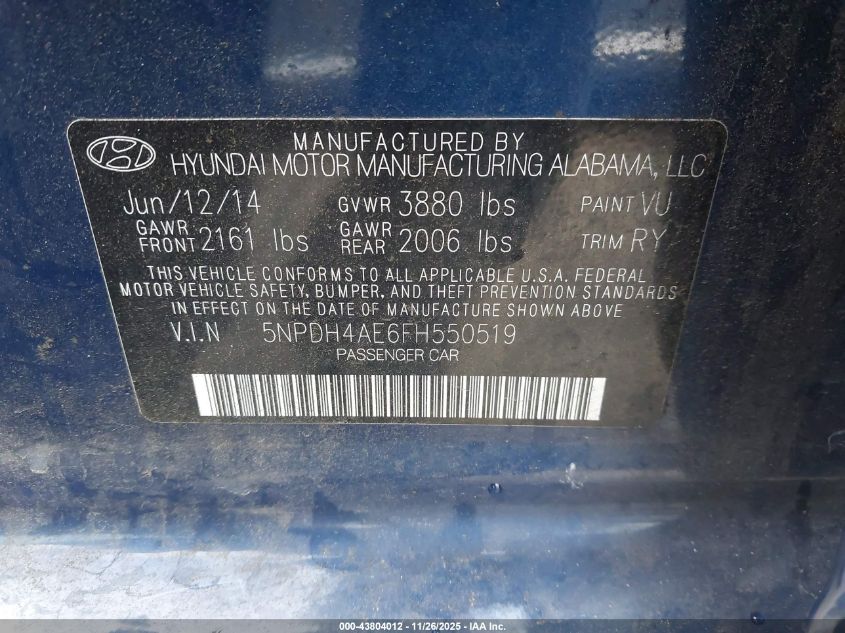 MANUFACTURED BY
HYUNDAI MOTOR MANUFACTURING ALABAMA, LLC
Jun/12/14 GVWR 3880 lbs PAINT VU
GAWR FRONT 2161 lbs GAWR REAR 2006 lbs TRIM RY
THIS VEHICLE CONFORMS TO ALL APPLICABLE U.S.A. FEDERAL
MOTOR VEHICLE SAFETY, BUMPER, AND THEFT PREVENTION STANDARDS
IN EFFECT ON THE DATE OF MANUFACTURE SHOWN ABOVE.
V.I.N 5NPDH4AE6FH550519
PASSENGER CAR
000-43804012 - 11/26/2025 - IAA Inc.